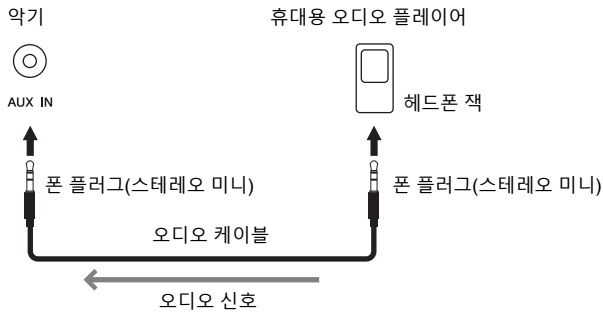 악기
휴대용 오디오 플레이어
AUX IN
헤드폰 잭
폰 플러그(스테레오 미니)
폰 플러그(스테레오 미니)
오디오 케이블
오디오 신호